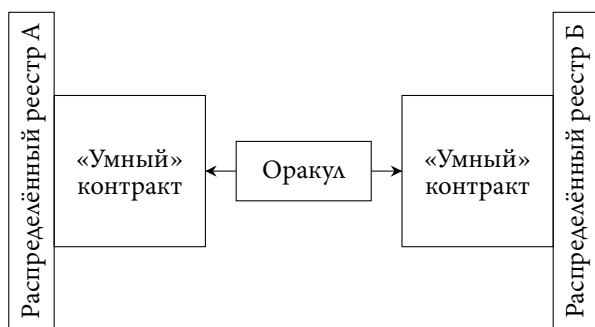 Распределённый реестр А
«Умный»
контракт
Оракул
«Умный»
контракт
Распределённый реестр Б